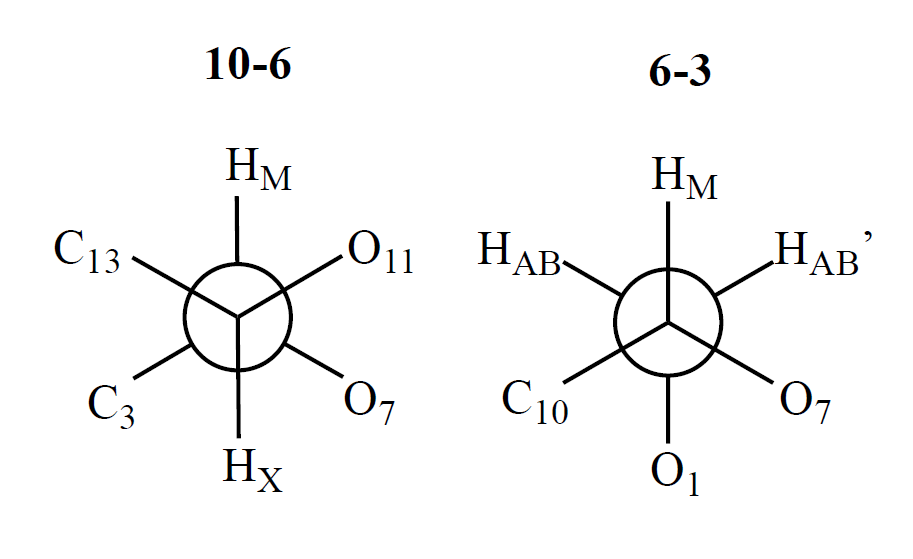 10-6
6-3
H_M
C_13
O_11
C_3
O_7
H_X
H_M
H_AB
H_AB’
C_10
O_7
O_1